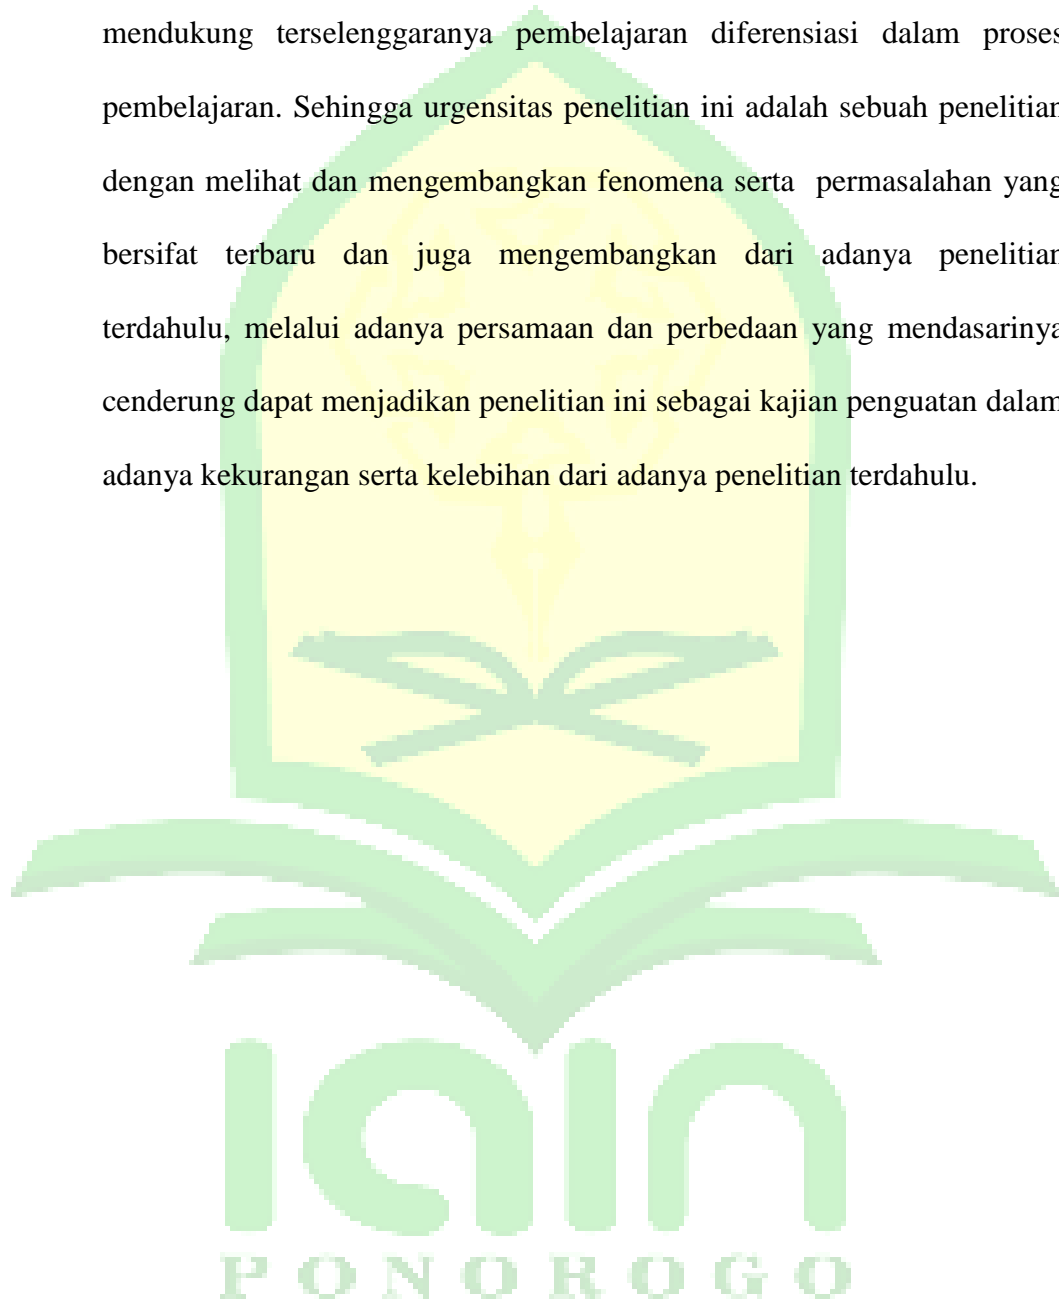 mendukung terselenggaranya pembelajaran diferensiasi dalam proses
pembelajaran. Sehingga urgensitas penelitian ini adalah sebuah penelitian
dengan melihat dan mengembangkan fenomena serta permasalahan yang
bersifat terbaru dan juga mengembangkan dari adanya penelitian
terdahulu, melalui adanya persamaan dan perbedaan yang mendasarinya
cenderung dapat menjadikan penelitian ini sebagai kajian penguatan dalam
adanya kekurangan serta kelebihan dari adanya penelitian terdahulu.
iain
PONOROGO